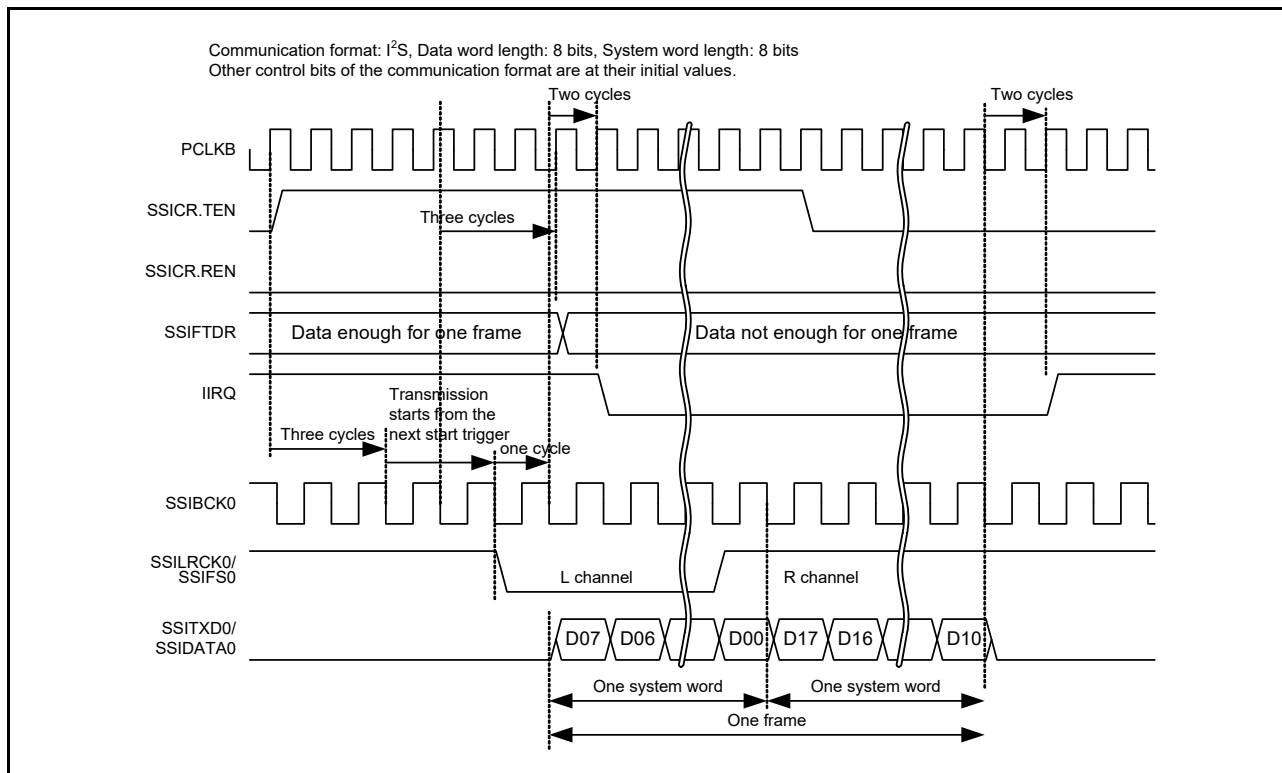 Communication format: I²S, Data word length: 8 bits, System word length: 8 bits
Other control bits of the communication format are at their initial values.
Two cycles
Two cycles
PCLKB
SSICR.TEN
Three cycles
SSICR.REN
SSIFTDR
Data enough for one frame
Data not enough for one frame
IIRQ
Transmission
starts from the
next start trigger
Three cycles
one cycle
SSIBCK0
SSILRCK0/
SSIFS0
L channel
R channel
SSITXD0/
SSIDATA0
D07
D06
D00
D17
D16
D10
One system word
One system word
One frame